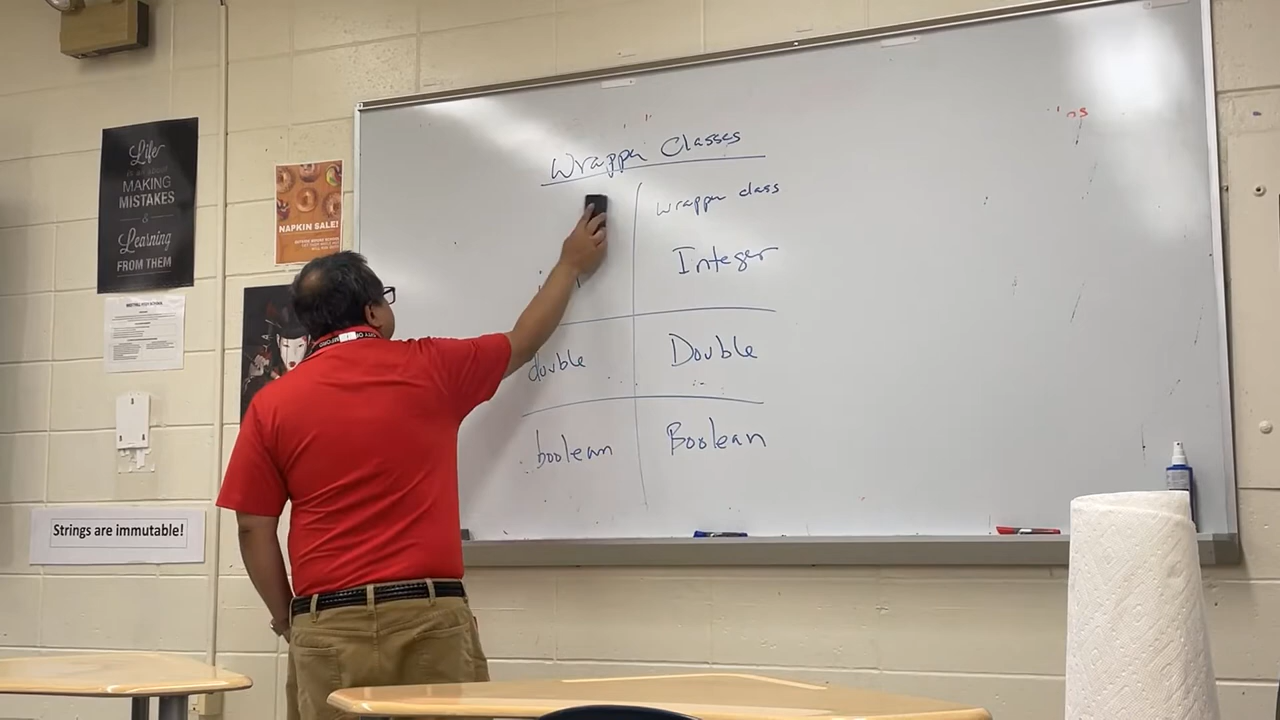 Life
MAKING
MISTAKES
&
Learning
FROM THEM
NAPKIN SALE!
Strings are immutable!
Wrapper Classes
wrapper class
Integer
double Double
boolean Boolean